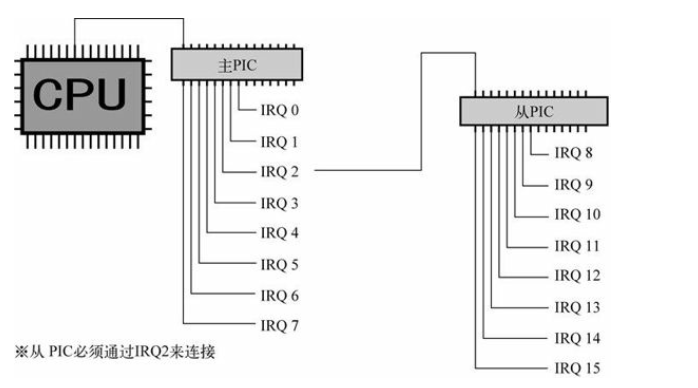 CPU
主PIC
IRQ 0
IRQ 1
IRQ 2
IRQ 3
IRQ 4
IRQ 5
IRQ 6
IRQ 7
从PIC
IRQ 8
IRQ 9
IRQ 10
IRQ 11
IRQ 12
IRQ 13
IRQ 14
IRQ 15
※从 PIC必须通过IRQ2来连接